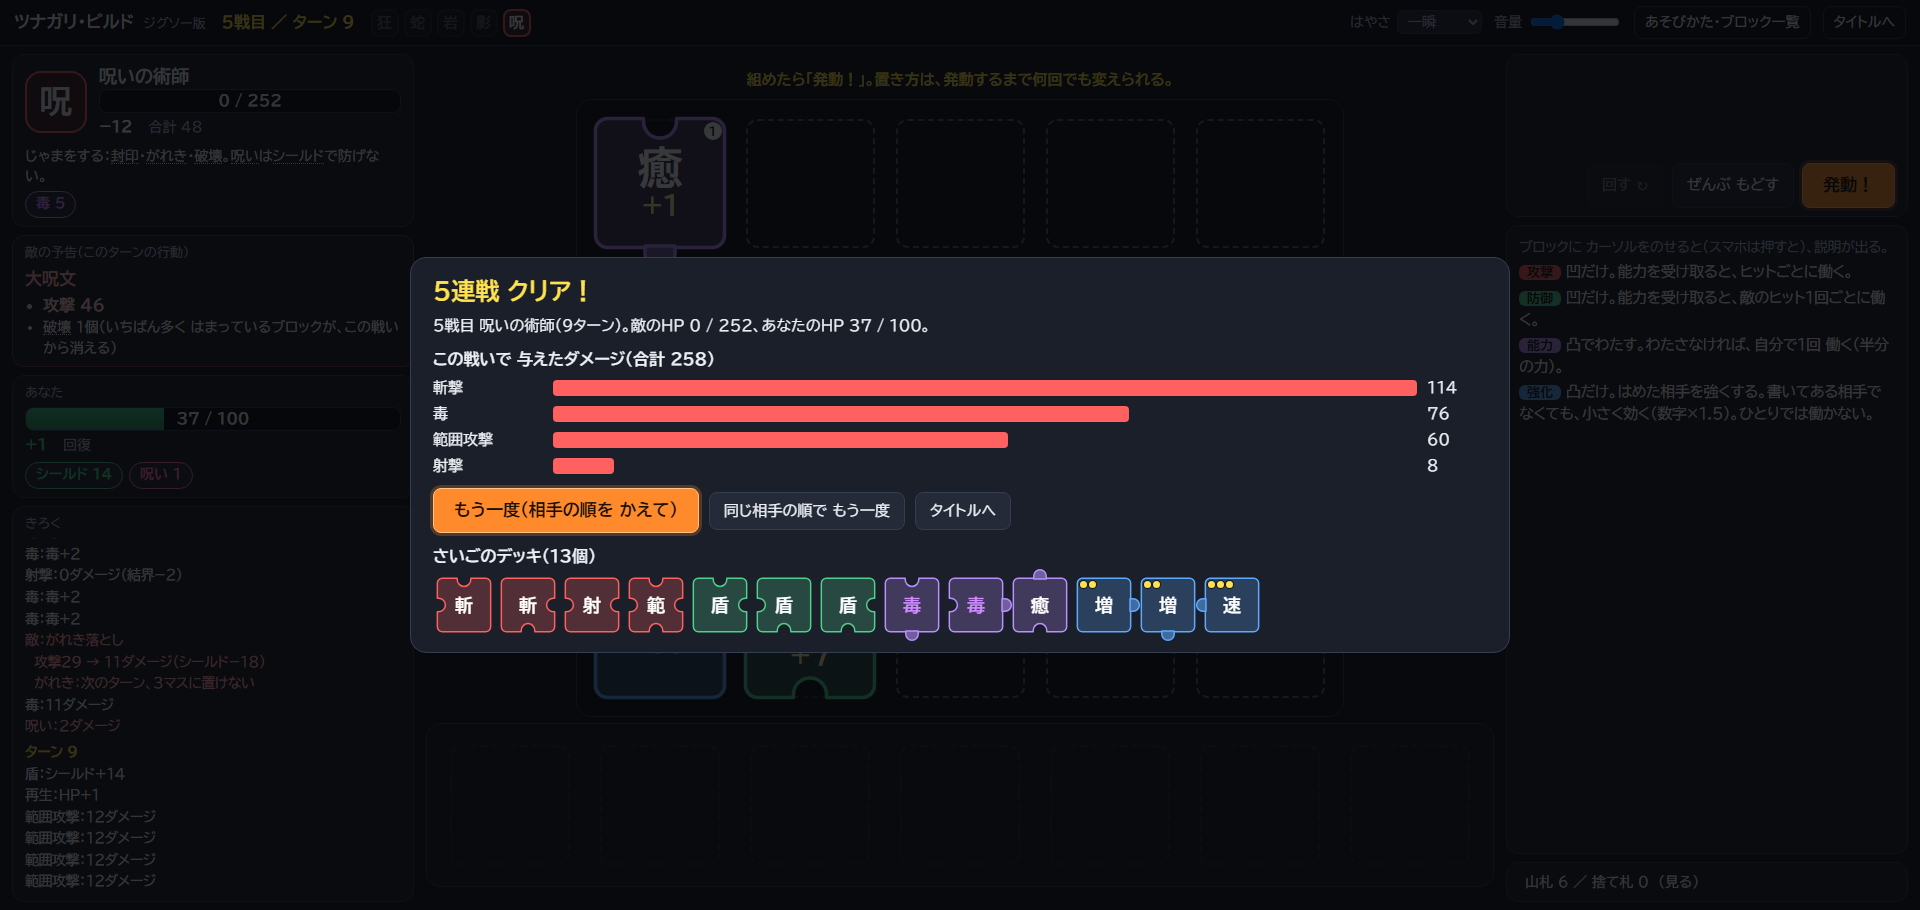 ツナガリ・ビルド ジグソー版 5戦目 ／ ターン 9 狂 蛇 岩 影 呪
はやさ 一瞬 音量 あそびかた・ブロック一覧 タイトルへ
呪 呪いの術師
0 / 252
−12 合計 48
じゃまをする：封印・がれき・破壊。呪いはシールドで防げな
い。
毒 5
敵の予告（このターンの行動）
大呪文
• 攻撃 46
• 破壊 1個（いちばん多く はまっているブロックが、この戦い
から消える）
あなた
37 / 100
+1 回復
シールド 14 呪い 1
きろく
毒：毒+2
射撃：0ダメージ（結界−2）
毒：毒+2
毒：毒+2
敵：がれき落とし
攻撃29 → 11ダメージ（シールド−18）
がれき：次のターン、3マスに置けない
毒：11ダメージ
呪い：2ダメージ
ターン 9
盾：シールド+14
再生：HP+1
範囲攻撃：12ダメージ
範囲攻撃：12ダメージ
範囲攻撃：12ダメージ
範囲攻撃：12ダメージ
組めたら「発動！」。置き方は、発動するまで何回でも変えられる。
1
癒
+1
5連戦 クリア！
5戦目 呪いの術師（9ターン）。敵のHP 0 / 252、あなたのHP 37 / 100。
この戦いで 与えたダメージ（合計 258）
斬撃 114
毒 76
範囲攻撃 60
射撃 8
もう一度（相手の順を かえて） 同じ相手の順で もう一度 タイトルへ
さいごのデッキ（13個）
斬 斬 射 範 盾 盾 盾 毒 毒 癒 増 増 速
+7
回す ↻ ぜんぶ もどす 発動！
ブロックに カーソルをのせると（スマホは押すと）、説明が出る。
攻撃 凹だけ。能力を受け取ると、ヒットごとに働く。
防御 凹だけ。能力を受け取ると、敵のヒット1回ごとに働
く。
能力 凸でわたす。わたさなければ、自分で1回 働く（半分
の力）。
強化 凸だけ。はめた相手を強くする。書いてある相手で
なくても、小さく効く（数字×1.5）。ひとりでは働かない。
山札 6 ／ 捨て札 0 （見る）